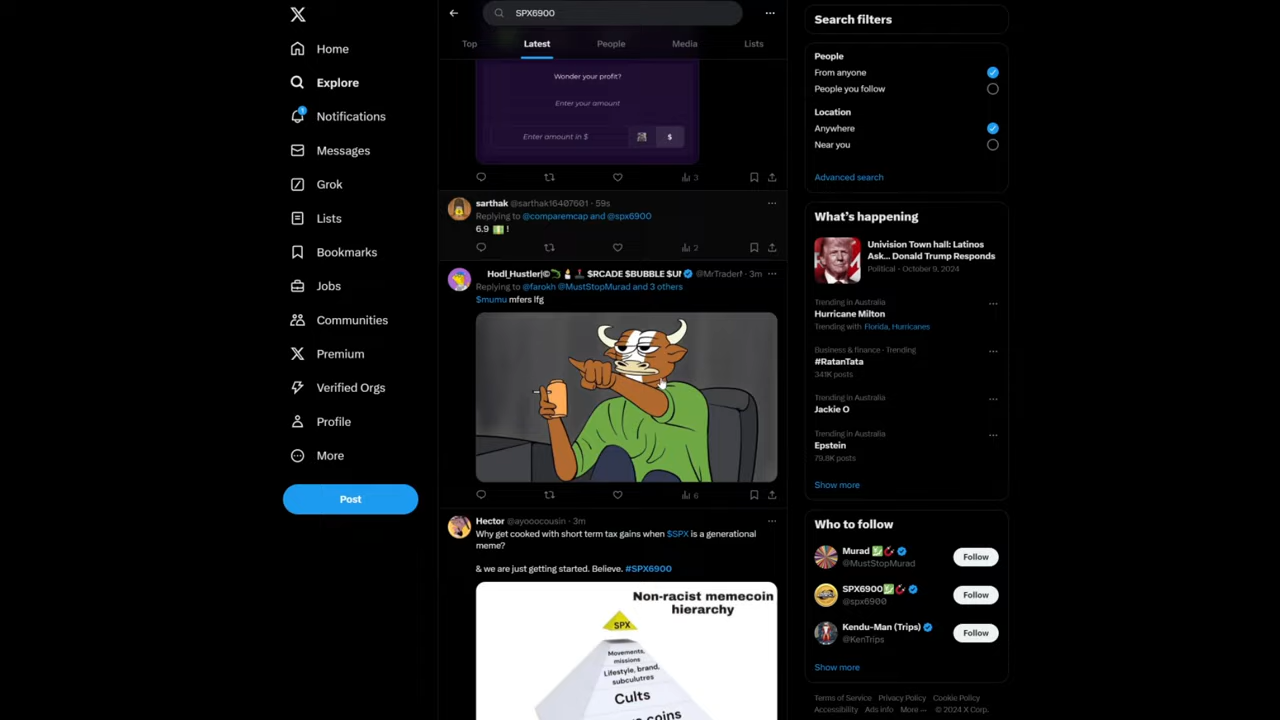 Home
Explore
1
Notifications
Messages
Grok
Lists
Bookmarks
Jobs
Communities
Premium
Verified Orgs
Profile
More
Post
SPX6900
Top
Latest
People
Media
Lists
Wonder your profit?
Enter your amount
Enter amount in $
$
3
sarthak @sarthak16407601 · 59s
Replying to @comparemcap and @spx6900
6.9 !
2
$RCADE $BUBBLE
3m
Replying to @farokh @MustStopMurad and 3 others
$mumu mfers lfg
6
Hector @ayooocousin · 3m
Why get cooked with short term tax gains when $SPX is a generational
meme?
& we are just getting started. Believe. #SPX6900
Non-racist memecoin
hierarchy
SPX
Movements,
missions
Lifestyle, brand,
subculutres
Cults
coins
Search filters
People
From anyone
People you follow
Location
Anywhere
Near you
Advanced search
What's happening
Univision Town hall: Latinos
Ask... Donald Trump Responds
Political · October 9, 2024
Trending in Australia
Hurricane Milton
Trending with Florida, Hurricanes
Business & finance · Trending
#RatanTata
341K posts
Trending in Australia
Jackie O
Trending in Australia
Epstein
79.8K posts
Show more
Who to follow
Murad
@MustStopMurad
Follow
SPX6900
@spx6900
Follow
Kendu-Man (Trips)
@KenTrips
Follow
Show more
Terms of Service Privacy Policy Cookie Policy
Accessibility Ads info More ··· © 2024 X Corp.